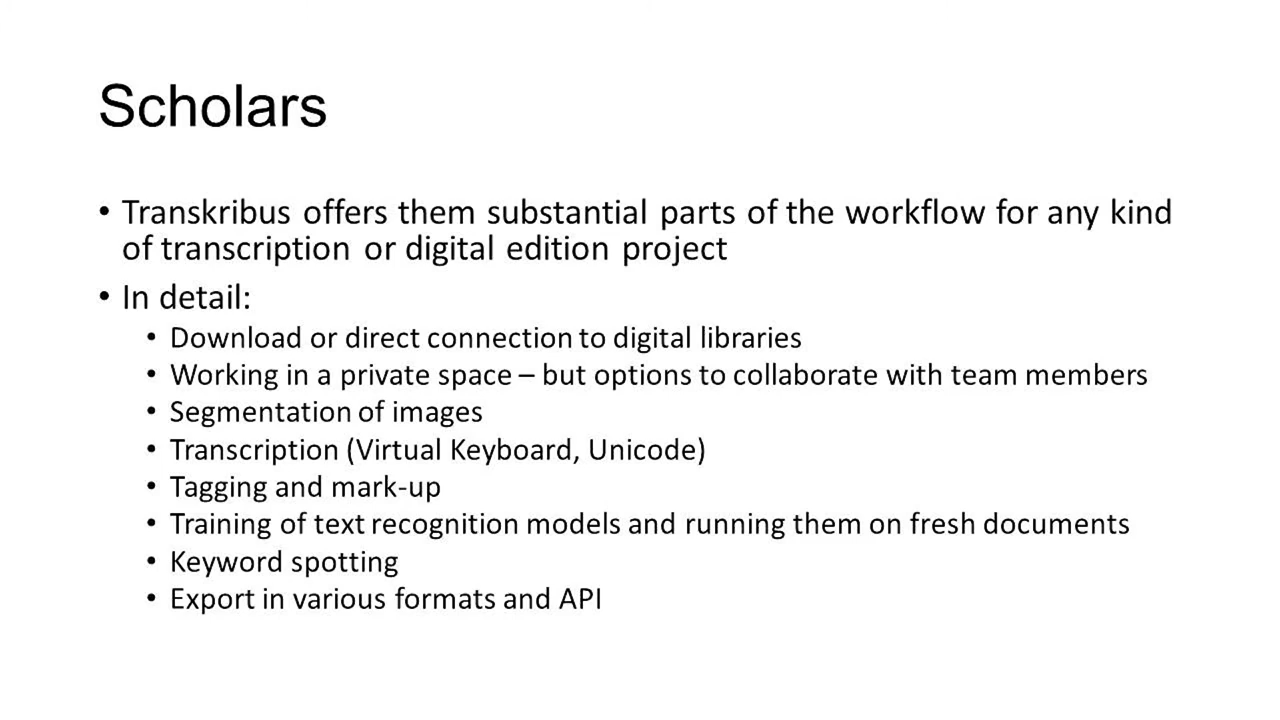 Scholars
• Transkribus offers them substantial parts of the workflow for any kind
of transcription or digital edition project
• In detail:
• Download or direct connection to digital libraries
• Working in a private space – but options to collaborate with team members
• Segmentation of images
• Transcription (Virtual Keyboard, Unicode)
• Tagging and mark-up
• Training of text recognition models and running them on fresh documents
• Keyword spotting
• Export in various formats and API